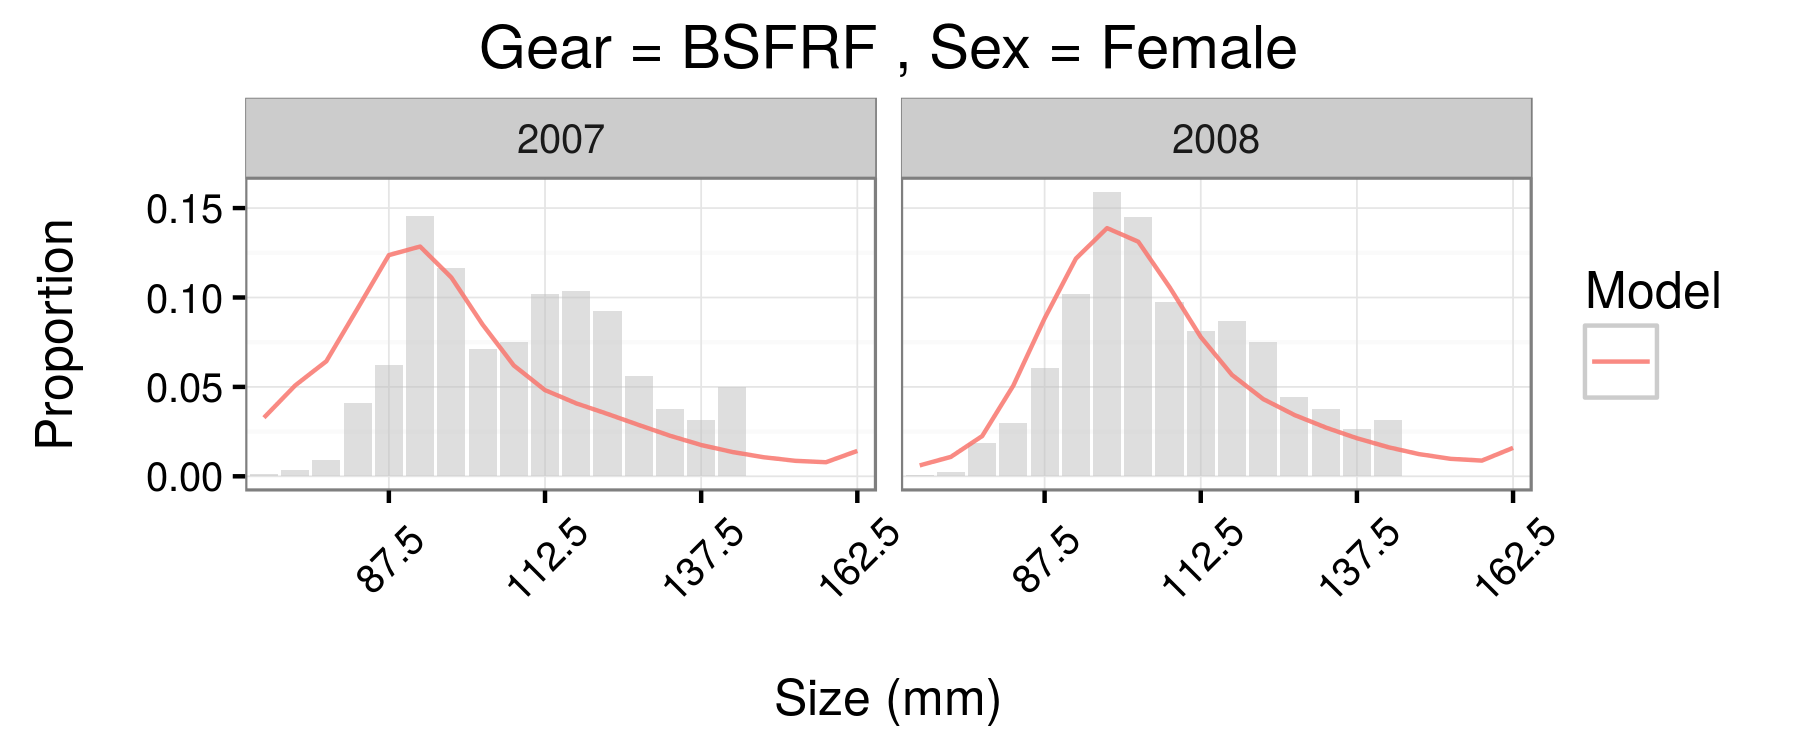 Gear = BSFRF , Sex = Female
2007 2008
0.15
0.10
0.05
0.00
Proportion
87.5 112.5 137.5 162.5 87.5 112.5 137.5 162.5
Size (mm)
Model